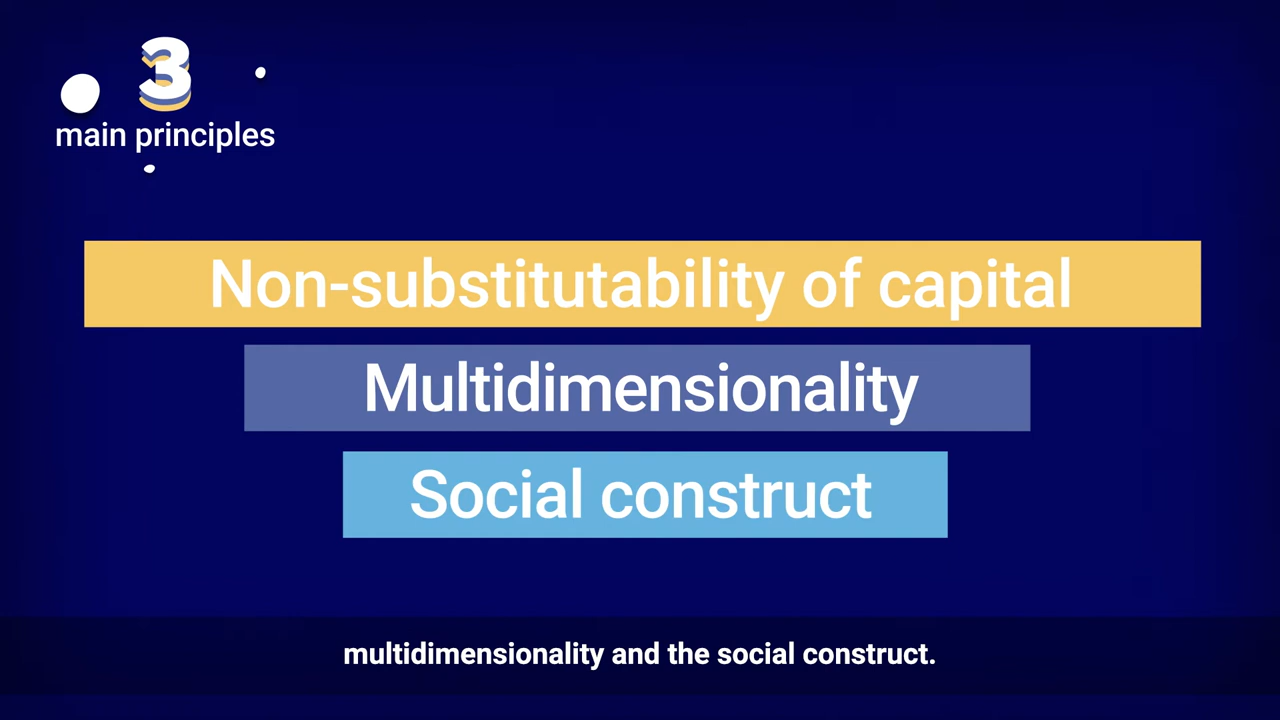 3
main principles
Non-substitutability of capital
Multidimensionality
Social construct
multidimensionality and the social construct.